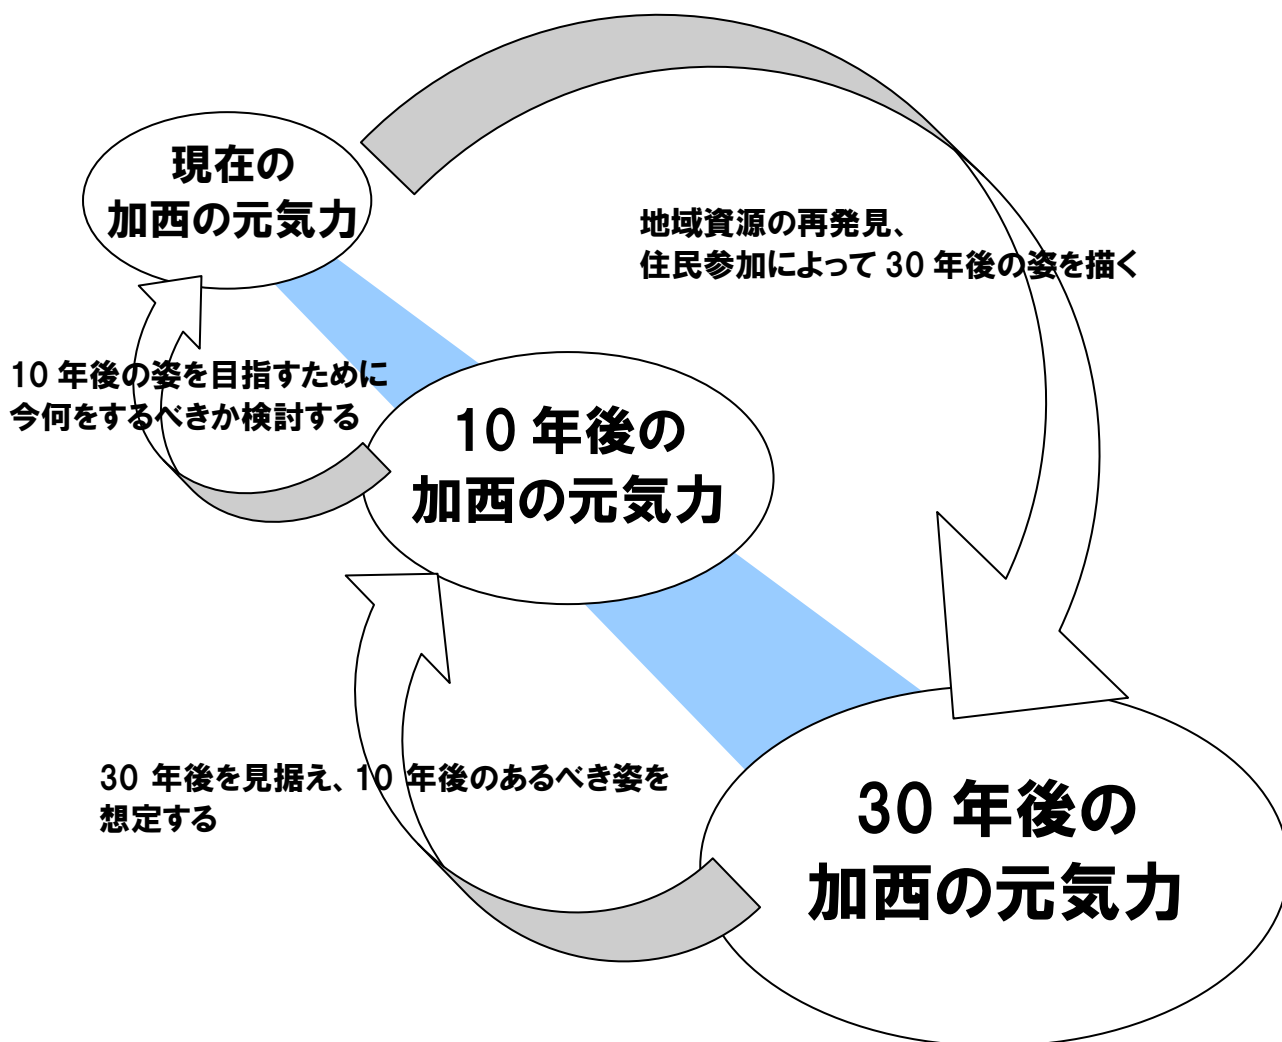 現在の
加西の元気力
地域資源の再発見、
住民参加によって 30 年後の姿を描く
10 年後の姿を目指すために
今何をするべきか検討する
10 年後の
加西の元気力
30 年後を見据え、10 年後のあるべき姿を
想定する
30 年後の
加西の元気力